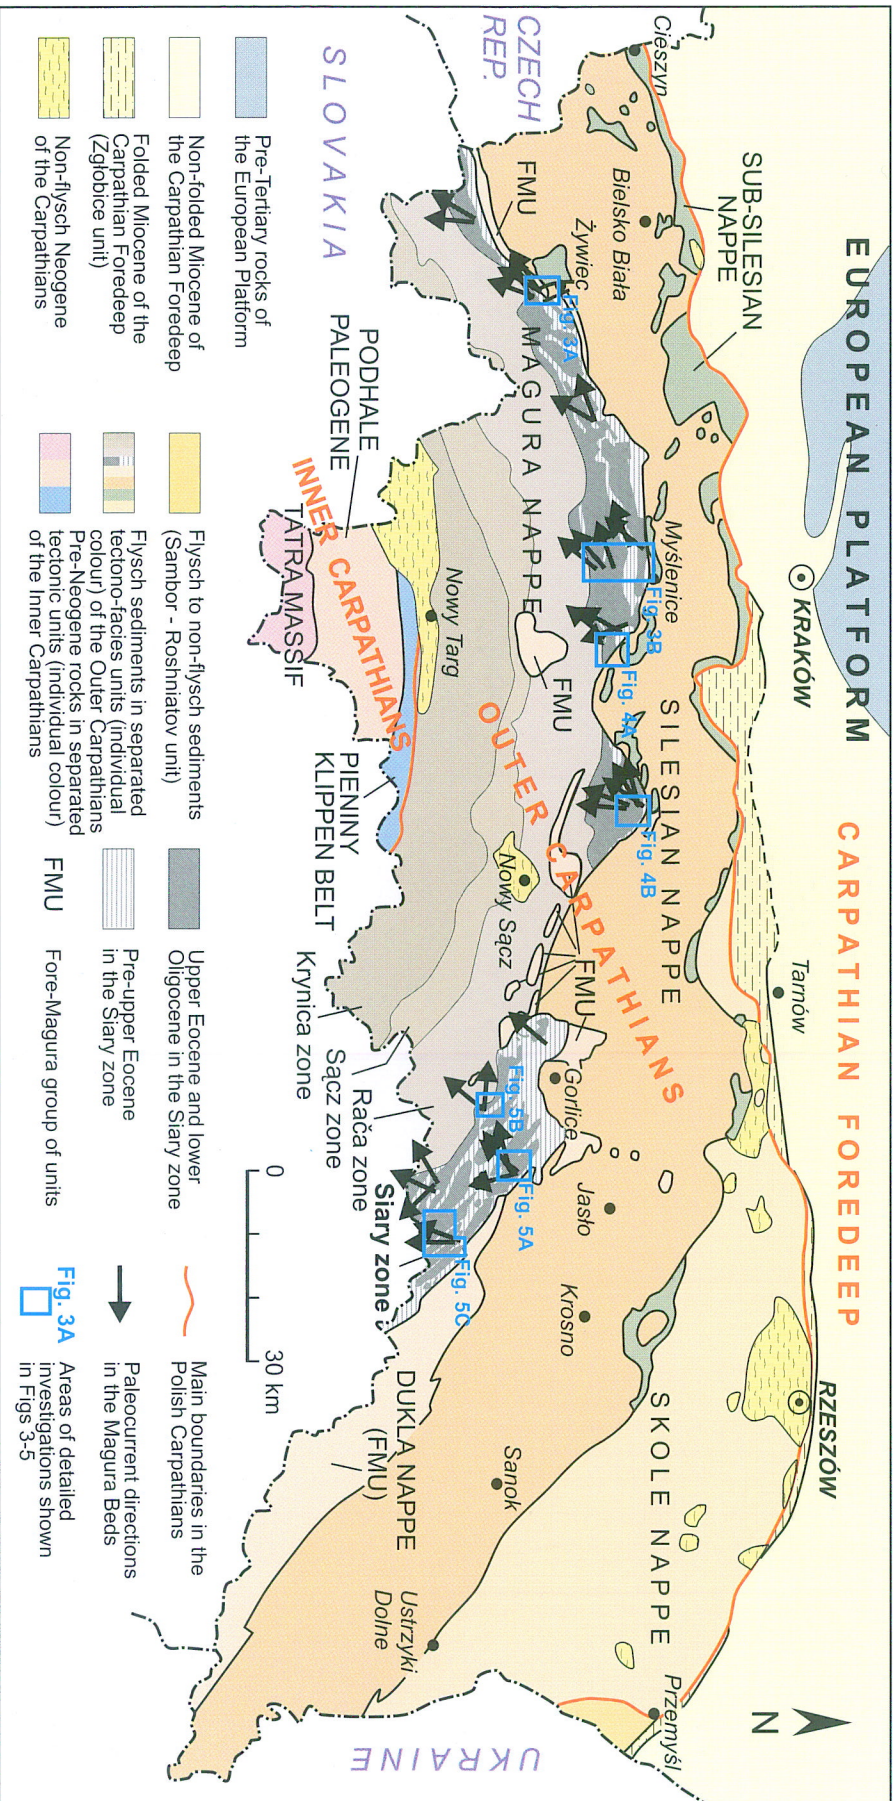 EUROPEAN PLATFORM
CARPATHIAN FOREDEEP
KRAKÓW
Tarnów
RZESZÓW
Przemyśl
N
CZECH
REP.
Cieszyn
SUB-SILESIAN
NAPPE
Bielsko Biała
Żywiec
FMU
Fig. 3A
Myślenice
Fig. 3B
Fig. 4A
Fig. 4B
SILESIAN NAPPE
SKOLE NAPPE
MAGURA NAPPE
FMU
OUTER CARPATHIANS
FMU
Gorlice
Jasło
Krosno
Sanok
Ustrzyki
Dolne
UKRAINE
Nowy Sącz
Fig. 5B
Fig. 5A
Fig. 5C
Nowy Targ
SLOVAKIA
PODHALE
PALEOGENE
INNER CARPATHIANS
TATRA MASSIF
PIENINY
KLIPPEN BELT
Krynica zone
Sącz zone
Rača zone
Siary zone
DUKLA NAPPE
(FMU)
0
30 km
Pre-Tertiary rocks of
the European Platform
Non-folded Miocene of
the Carpathian Foredeep
Folded Miocene of the
Carpathian Foredeep
(Zgłobice unit)
Non-flysch Neogene
of the Carpathians
Flysch to non-flysch sediments
(Sambor - Roshniatov unit)
Flysch sediments in separated
tectono-facies units (individual
colour) of the Outer Carpathians
Pre-Neogene rocks in separated
tectonic units (individual colour)
of the Inner Carpathians
Upper Eocene and lower
Oligocene in the Siary zone
Pre-upper Eocene
in the Siary zone
FMU
Fore-Magura group of units
Main boundaries in the
Polish Carpathians
Paleocurrent directions
in the Magura Beds
Fig. 3A
Areas of detailed
investigations shown
in Figs 3-5